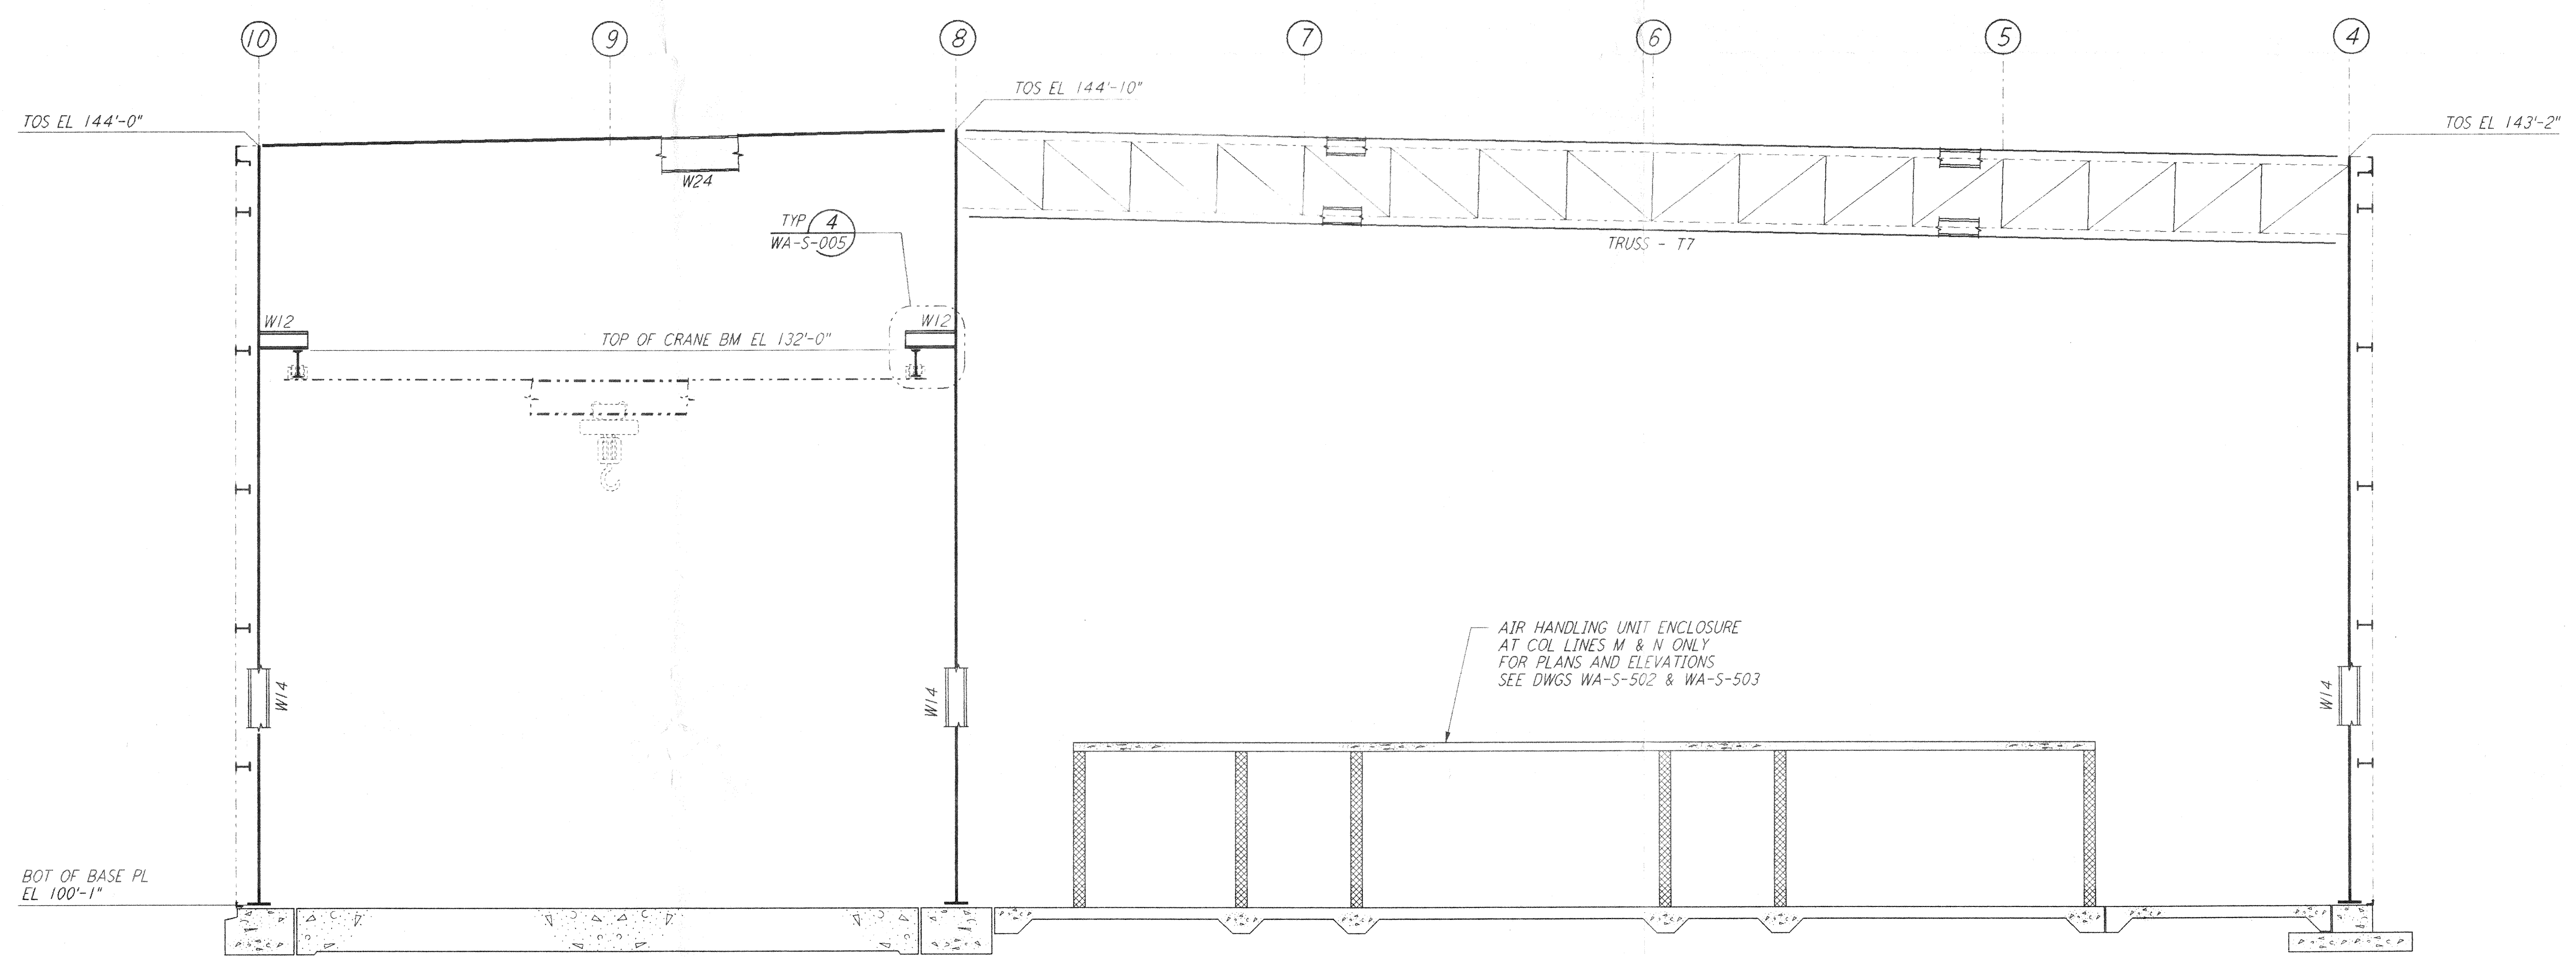 10
9
8
7
6
5
4
TOS EL 144'-10"
TOS EL 144'-0"
TOS EL 143'-2"
W24
TYP 4
WA-S-005
TRUSS - T7
W12
W12
TOP OF CRANE BM EL 132'-0"
AIR HANDLING UNIT ENCLOSURE
AT COL LINES M & N ONLY
FOR PLANS AND ELEVATIONS
SEE DWGS WA-S-502 & WA-S-503
W14
W14
W14
BOT OF BASE PL
EL 100'-1"